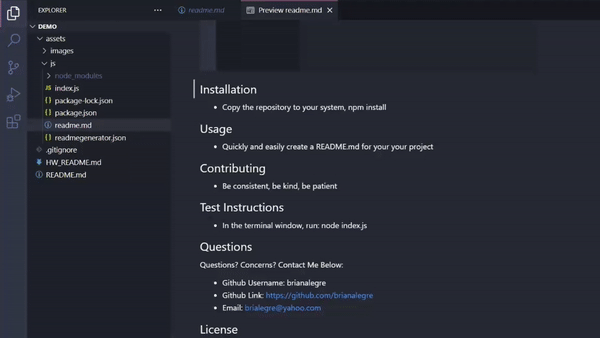 EXPLORER
readme.md
Preview readme.md
DEMO
assets
images
js
node_modules
JS index.js
{} package-lock.json
{} package.json
readme.md
{} readmegenerator.json
.gitignore
HW_README.md
README.md
Installation
Copy the repository to your system, npm install
Usage
Quickly and easily create a README.md for your your project
Contributing
Be consistent, be kind, be patient
Test Instructions
In the terminal window, run: node index.js
Questions
Questions? Concerns? Contact Me Below:
Github Username: brianalegre
Github Link: https://github.com/brianalegre
Email: brialegre@yahoo.com
License